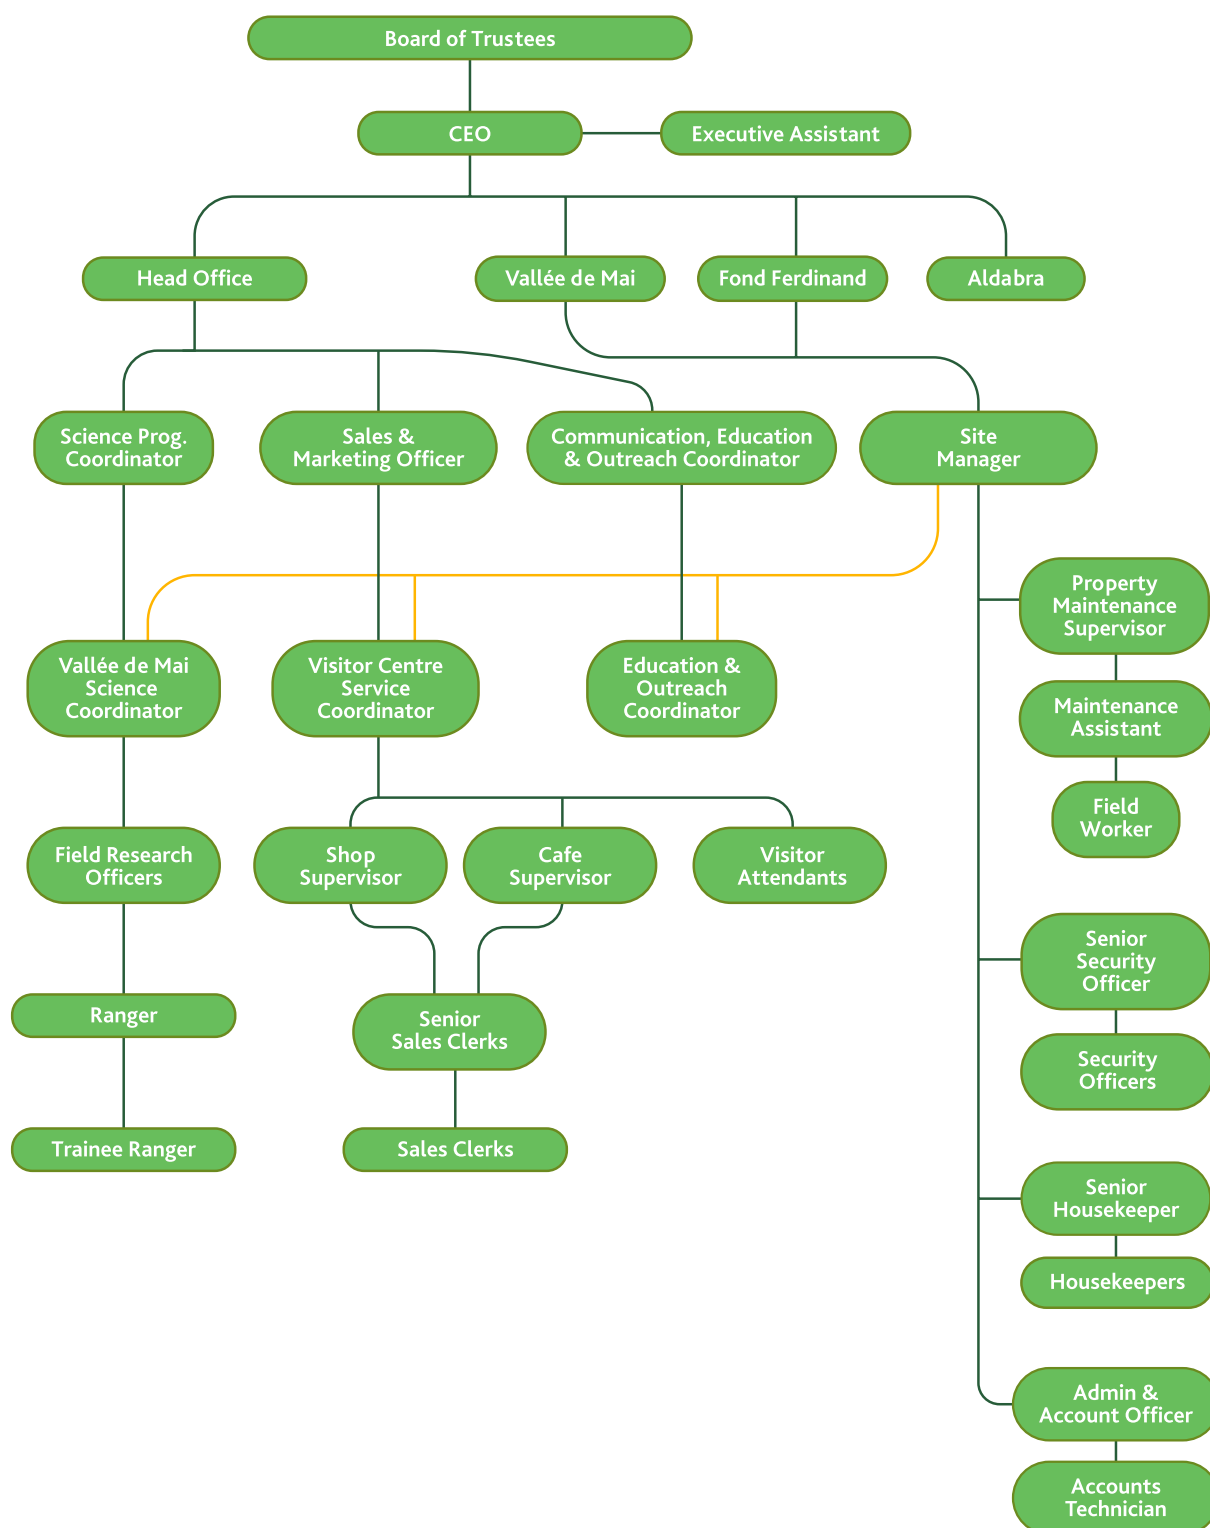 Board of Trustees
CEO
Executive Assistant
Head Office
Vallée de Mai
Fond Ferdinand
Aldabra
Science Prog.
Coordinator
Sales &
Marketing Officer
Communication, Education
& Outreach Coordinator
Site
Manager
Property
Maintenance
Supervisor
Vallée de Mai
Science
Coordinator
Visitor Centre
Service
Coordinator
Education &
Outreach
Coordinator
Maintenance
Assistant
Field
Worker
Field Research
Officers
Shop
Supervisor
Cafe
Supervisor
Visitor
Attendants
Senior
Security
Officer
Ranger
Senior
Sales Clerks
Security
Officers
Trainee Ranger
Sales Clerks
Senior
Housekeeper
Housekeepers
Admin &
Account Officer
Accounts
Technician